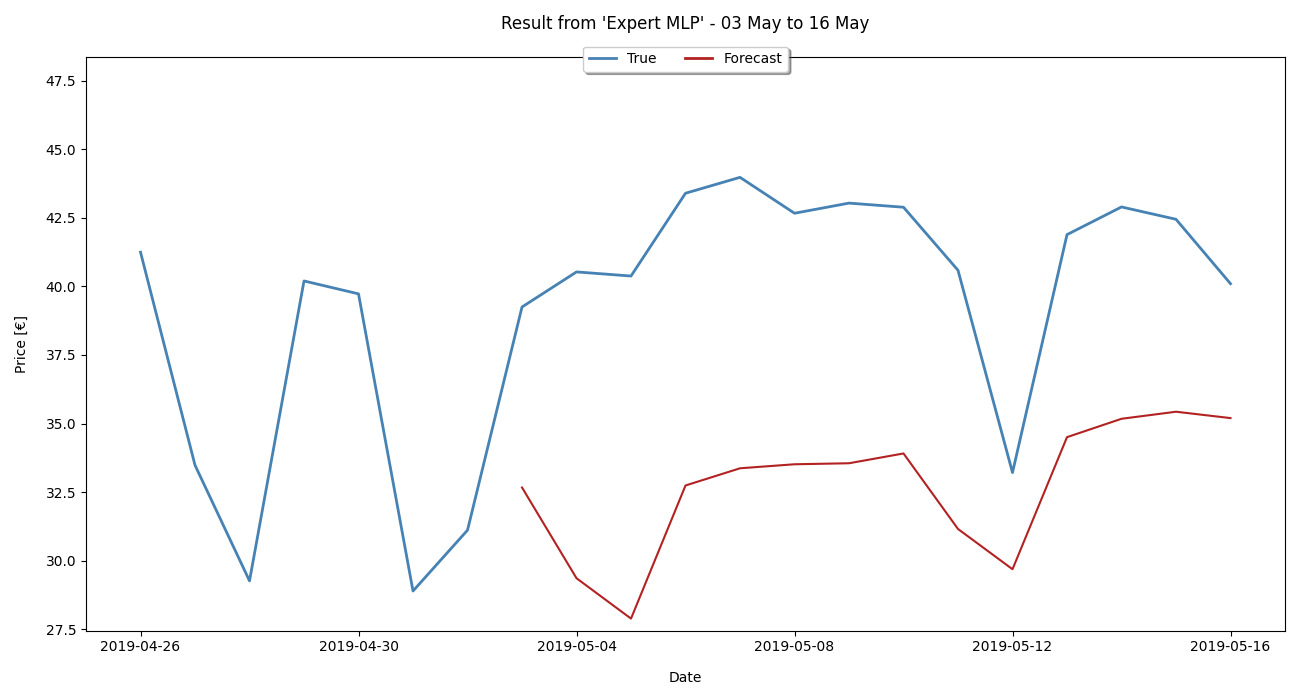 Result from 'Expert MLP' - 03 May to 16 May
True Forecast
47.5
45.0
42.5
40.0
37.5
35.0
32.5
30.0
27.5
Price [€]
2019-04-26 2019-04-30 2019-05-04 2019-05-08 2019-05-12 2019-05-16
Date